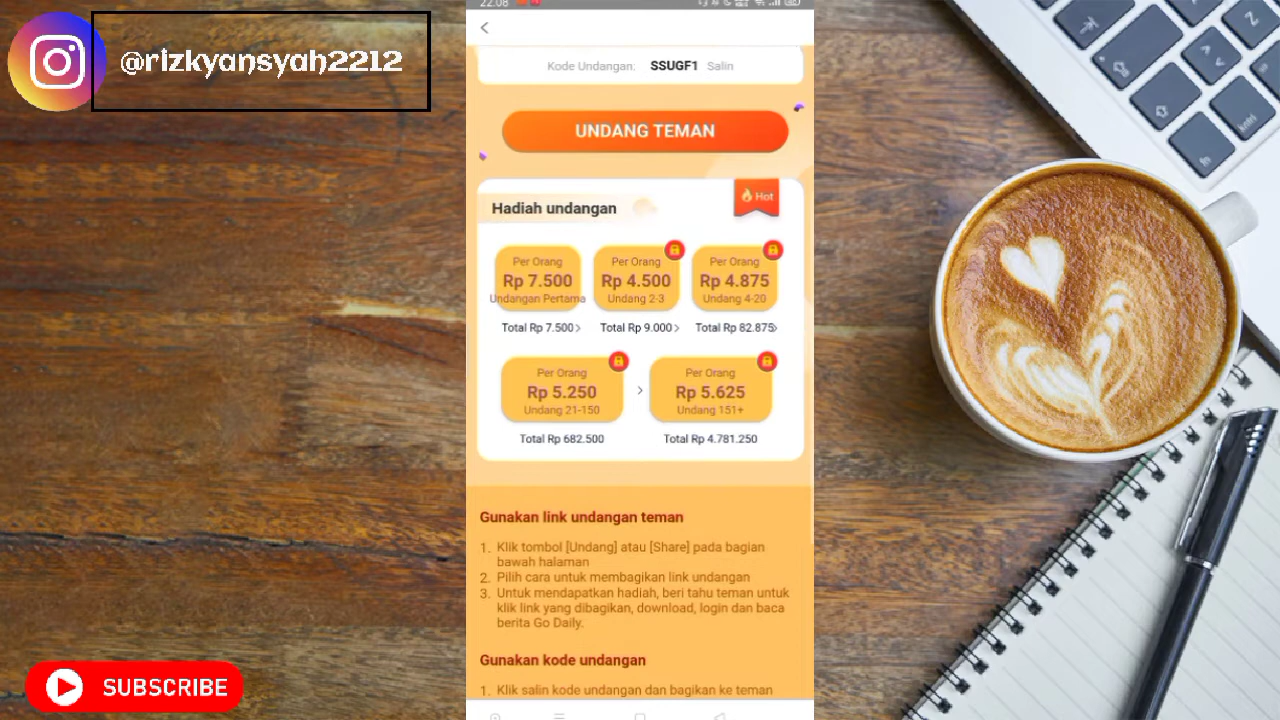 22.08
@rizkyansyah2212
Kode Undangan: SSUGF1 Salin
UNDANG TEMAN
Hot
Hadiah undangan
Per Orang
Rp 7.500
Undangan Pertama
Total Rp 7.500
Per Orang
Rp 4.500
Undang 2-3
Total Rp 9.000
Per Orang
Rp 4.875
Undang 4-20
Total Rp 82.875
Per Orang
Rp 5.250
Undang 21-150
Total Rp 682.500
Per Orang
Rp 5.625
Undang 151+
Total Rp 4.781.250
Gunakan link undangan teman
1. Klik tombol [Undang] atau [Share] pada bagian
bawah halaman
2. Pilih cara untuk membagikan link undangan
3. Untuk mendapatkan hadiah, beri tahu teman untuk
klik link yang dibagikan, download, login dan baca
berita Go Daily.
Gunakan kode undangan
1. Klik salin kode undangan dan bagikan ke teman
SUBSCRIBE